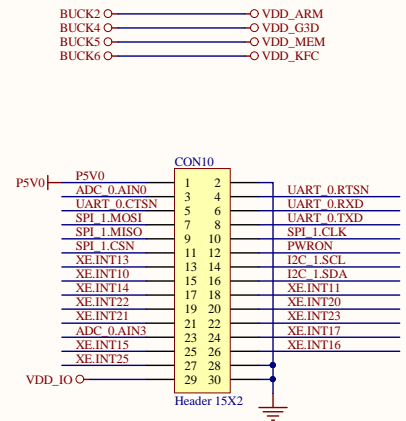 BUCK2 VDD_ARM
BUCK4 VDD_G3D
BUCK5 VDD_MEM
BUCK6 VDD_KFC
CON10
P5V0 P5V0 1 2
ADC_0.AIN0 3 4 UART_0.RTSN
UART_0.CTSN 5 6 UART_0.RXD
SPI_1.MOSI 7 8 UART_0.TXD
SPI_1.MISO 9 10 SPI_1.CLK
SPI_1.CSN 11 12 PWRON
XE.INT13 13 14 I2C_1.SCL
XE.INT10 15 16 I2C_1.SDA
XE.INT14 17 18 XE.INT11
XE.INT22 19 20 XE.INT20
XE.INT21 21 22 XE.INT23
ADC_0.AIN3 23 24 XE.INT17
XE.INT15 25 26 XE.INT16
XE.INT25 27 28
VDD_IO 29 30
Header 15X2